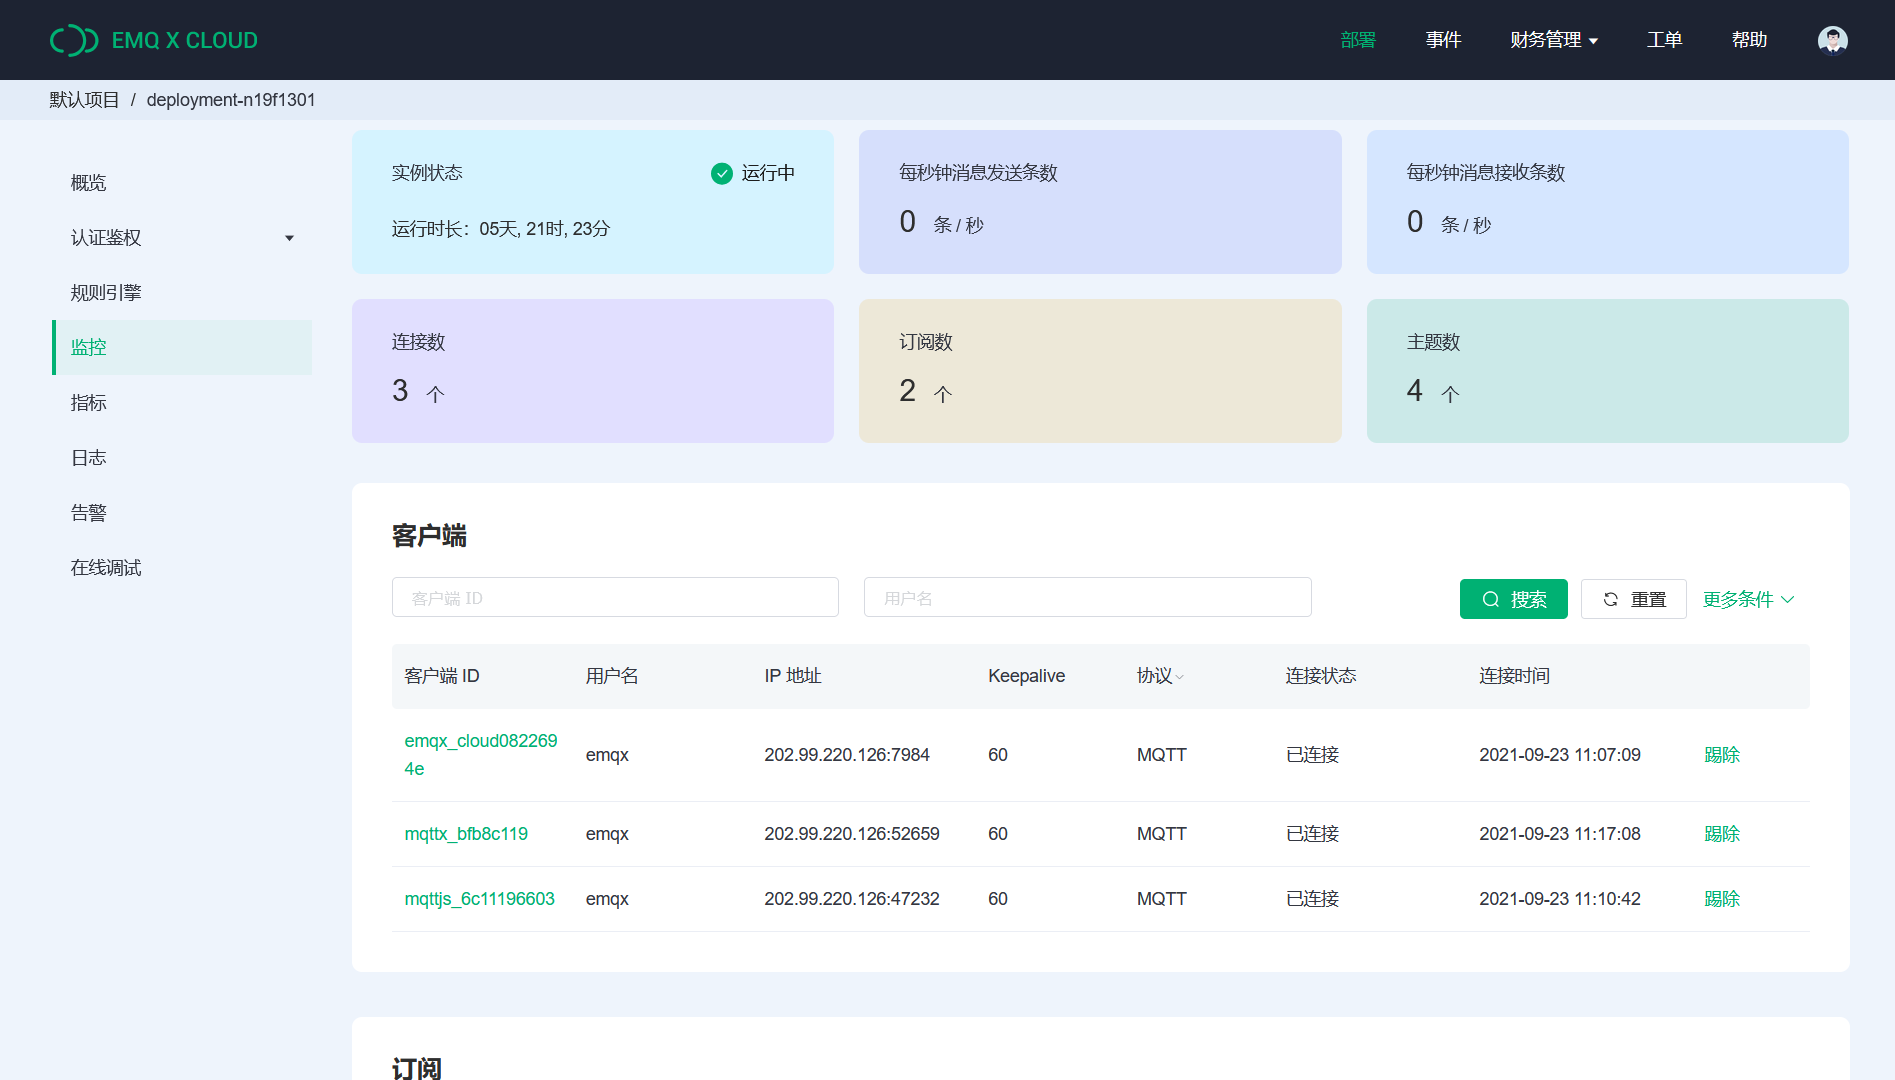 EMQ X CLOUD
部署
事件
财务管理
工单
帮助
默认项目 / deployment-n19f1301
概览
认证鉴权
规则引擎
监控
指标
日志
告警
在线调试
实例状态
运行中
运行时长：05天, 21时, 23分
每秒钟消息发送条数
0 条 / 秒
每秒钟消息接收条数
0 条 / 秒
连接数
3 个
订阅数
2 个
主题数
4 个
客户端
客户端 ID
用户名
搜索
重置
更多条件
客户端 ID 用户名 IP 地址 Keepalive 协议 连接状态 连接时间
emqx_cloud082269
4e
emqx 202.99.220.126:7984 60 MQTT 已连接 2021-09-23 11:07:09 踢除
mqttx_bfb8c119 emqx 202.99.220.126:52659 60 MQTT 已连接 2021-09-23 11:17:08 踢除
mqttjs_6c11196603 emqx 202.99.220.126:47232 60 MQTT 已连接 2021-09-23 11:10:42 踢除
订阅